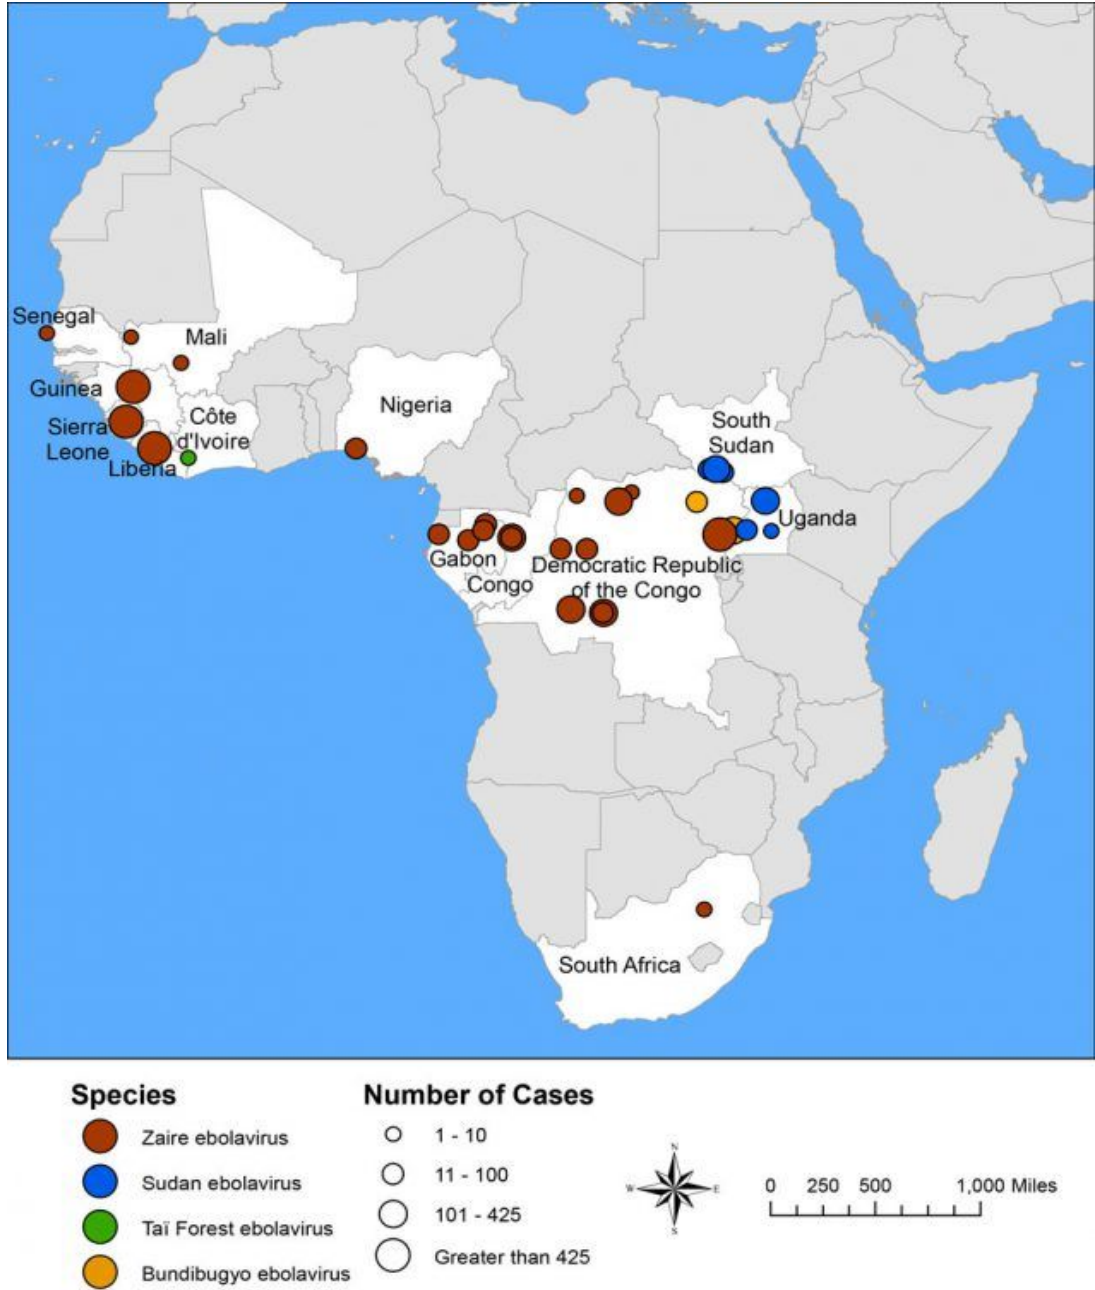 Senegal
Mali
Guinea
Sierra
Leone
Côte
d'Ivoire
Liberia
Nigeria
South
Sudan
Uganda
Gabon
Congo
Democratic Republic
of the Congo
South Africa
Species
Zaire ebolavirus
Sudan ebolavirus
Taï Forest ebolavirus
Bundibugyo ebolavirus
Number of Cases
1 - 10
11 - 100
101 - 425
Greater than 425
N
W E
S
0 250 500 1,000 Miles